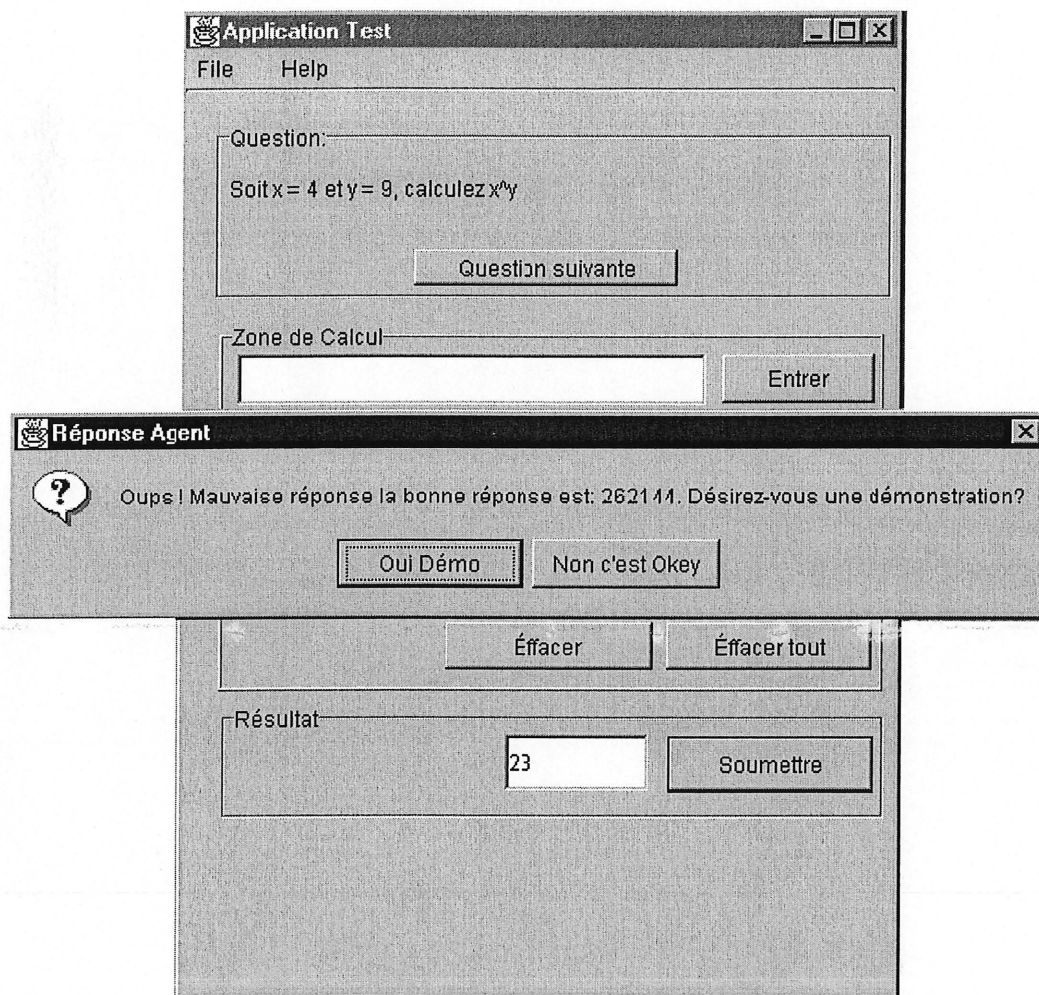 Application Test
File Help
Question:
Soit x = 4 et y = 9, calculez x^y
Question suivante
Zone de Calcul
Entrer
Réponse Agent
Oups ! Mauvaise réponse la bonne réponse est: 262144. Désirez-vous une démonstration?
Oui Démo Non c'est Okey
Éffacer Éffacer tout
Résultat
23 Soumettre